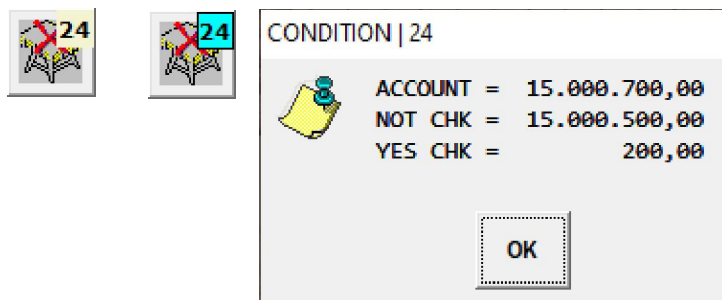 24
24
CONDITION | 24
ACCOUNT = 15.000.700,00
NOT CHK = 15.000.500,00
YES CHK = 200,00
OK